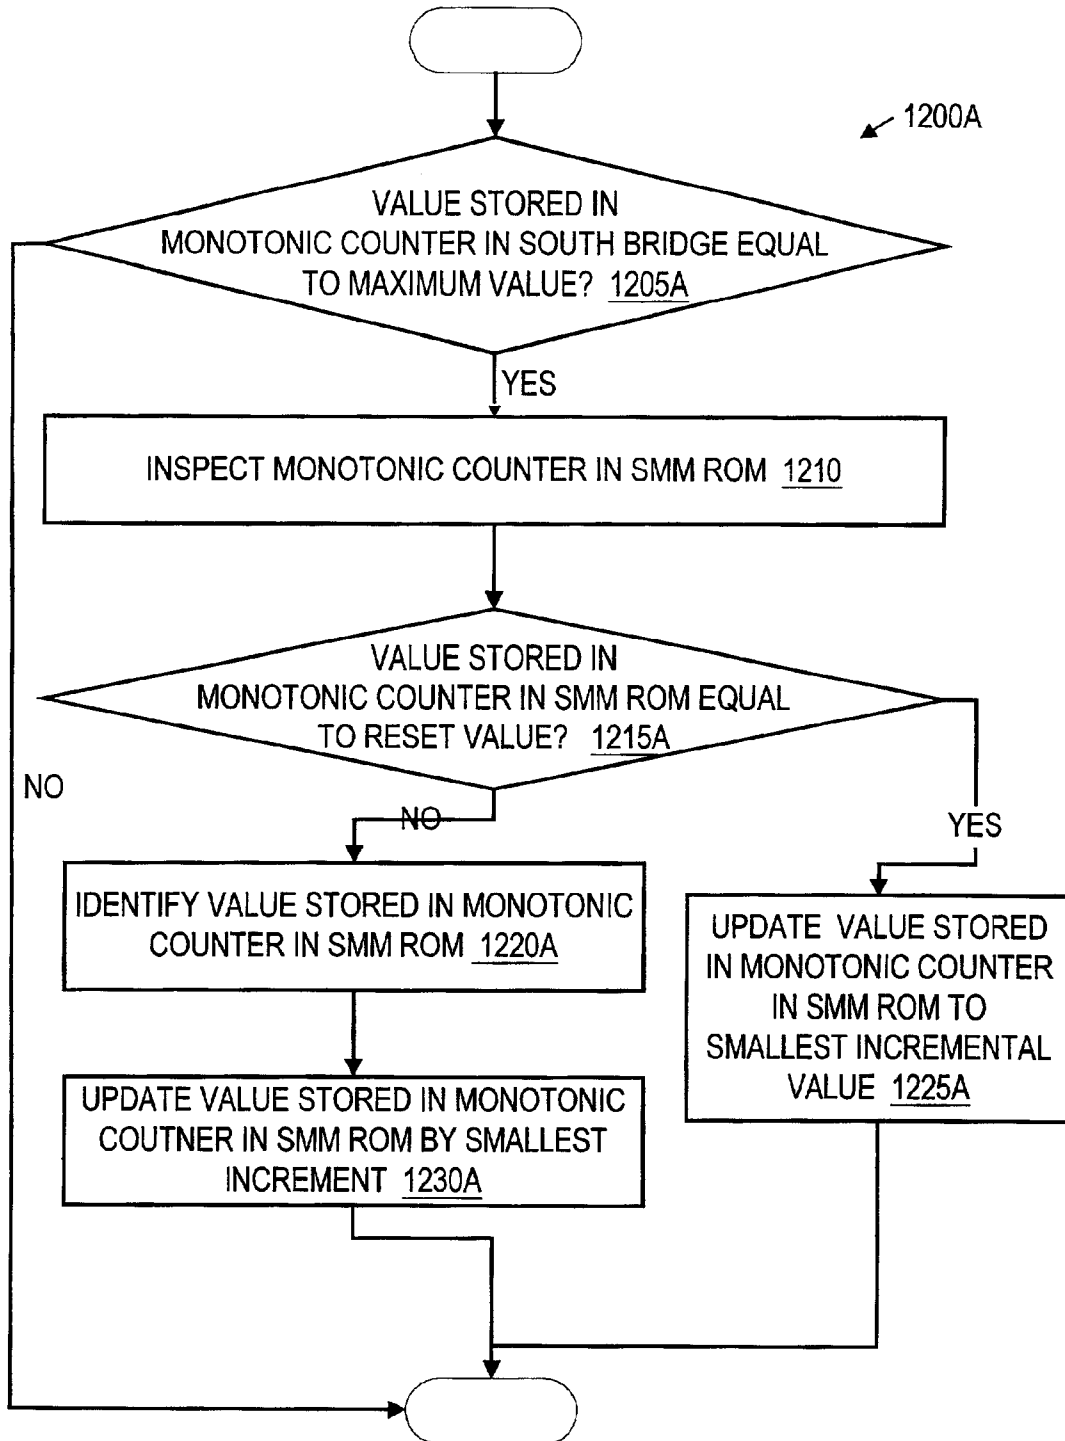 1200A
VALUE STORED IN
MONOTONIC COUNTER IN SOUTH BRIDGE EQUAL
TO MAXIMUM VALUE? 1205A
YES
INSPECT MONOTONIC COUNTER IN SMM ROM 1210
VALUE STORED IN
MONOTONIC COUNTER IN SMM ROM EQUAL
TO RESET VALUE? 1215A
NO
NO
YES
IDENTIFY VALUE STORED IN MONOTONIC
COUNTER IN SMM ROM 1220A
UPDATE VALUE STORED
IN MONOTONIC COUNTER
IN SMM ROM TO
SMALLEST INCREMENTAL
VALUE 1225A
UPDATE VALUE STORED IN MONOTONIC
COUTNER IN SMM ROM BY SMALLEST
INCREMENT 1230A